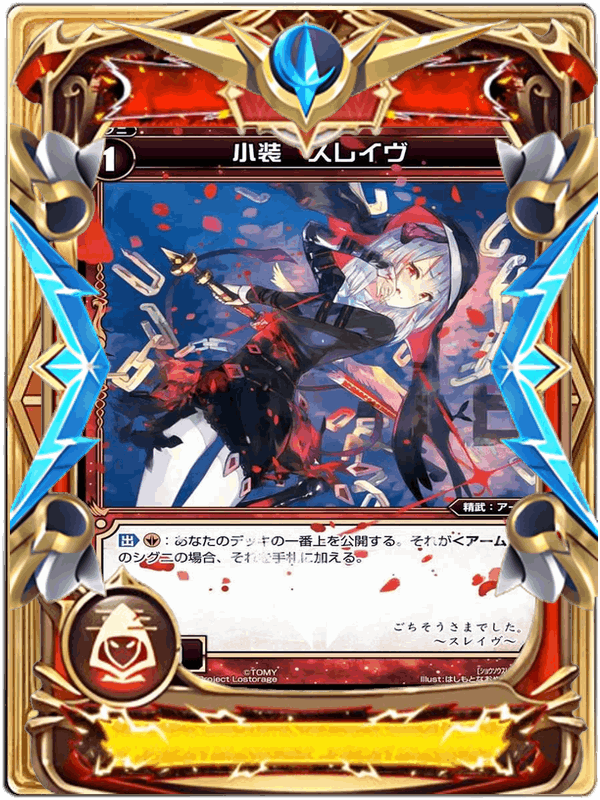 1
小装 スレイヴ
精武:アー
出 : あなたのデッキの一番上を公開する。それが<アーム
のシグニの場合、それを手札に加える。
ごちそうさまでした。
~スレイヴ~
©TOMY
Project Lostorage
Illust:はしもとな